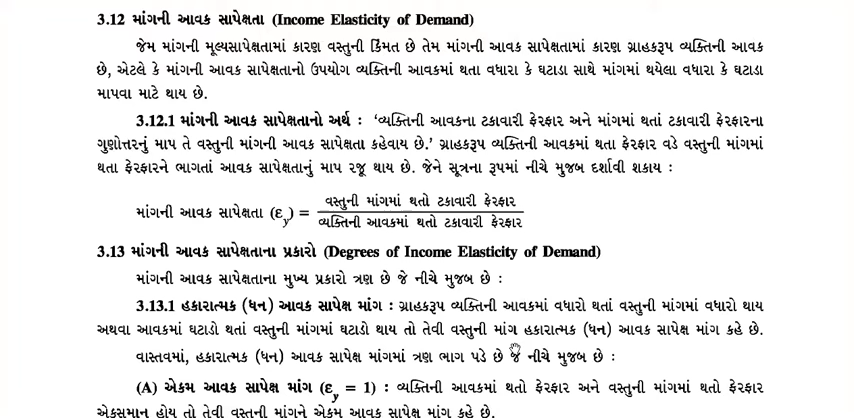 3.12 માંગની આવક સાપેક્ષતા (Income Elasticity of Demand)
જેમ માંગની મૂલ્યસાપેક્ષતામાં કારણ વસ્તુની કિંમત છે તેમ માંગની આવક સાપેક્ષતામાં કારણ ગ્રાહકરૂપ વ્યક્તિની આવક
છે, એટલે કે માંગની આવક સાપેક્ષતાનો ઉપયોગ વ્યક્તિની આવકમાં થતા વધારા કે ઘટાડા સાથે માંગમાં થયેલા વધારા કે ઘટાડા
માપવા માટે થાય છે.
3.12.1 માંગની આવક સાપેક્ષતાનો અર્થ : ‘વ્યક્તિની આવકના ટકાવારી ફેરફાર અને માંગમાં થતાં ટકાવારી ફેરફારના
ગુણોત્તરનું માપ તે વસ્તુની માંગની આવક સાપેક્ષતા કહેવાય છે.’ ગ્રાહકરૂપ વ્યક્તિની આવકમાં થતા ફેરફાર વડે વસ્તુની માંગમાં
થતા ફેરફારને ભાગતાં આવક સાપેક્ષતાનું માપ રજૂ થાય છે. જેને સૂત્રના રૂપમાં નીચે મુજબ દર્શાવી શકાય :
વસ્તુની માંગમાં થતો ટકાવારી ફેરફાર
માંગની આવક સાપેક્ષતા (εy) =
વ્યક્તિની આવકમાં થતો ટકાવારી ફેરફાર
3.13 માંગની આવક સાપેક્ષતાના પ્રકારો (Degrees of Income Elasticity of Demand)
માંગની આવક સાપેક્ષતાના મુખ્ય પ્રકારો ત્રણ છે જે નીચે મુજબ છે :
3.13.1 હકારાત્મક (ધન) આવક સાપેક્ષ માંગ : ગ્રાહકરૂપ વ્યક્તિની આવકમાં વધારો થતાં વસ્તુની માંગમાં વધારો થાય
અથવા આવકમાં ઘટાડો થતાં વસ્તુની માંગમાં ઘટાડો થાય તો તેવી વસ્તુની માંગ હકારાત્મક (ધન) આવક સાપેક્ષ માંગ કહે છે.
વાસ્તવમાં, હકારાત્મક (ધન) આવક સાપેક્ષ માંગમાં ત્રણ ભાગ પડે છે જે નીચે મુજબ છે :
(A) એકમ આવક સાપેક્ષ માંગ (εy = 1) : વ્યક્તિની આવકમાં થતો ફેરફાર અને વસ્તુની માંગમાં થતો ફેરફાર
એકસમાન હોય તો તેવી વસ્તુની માંગને એકમ આવક સાપેક્ષ માંગ કહે છે.